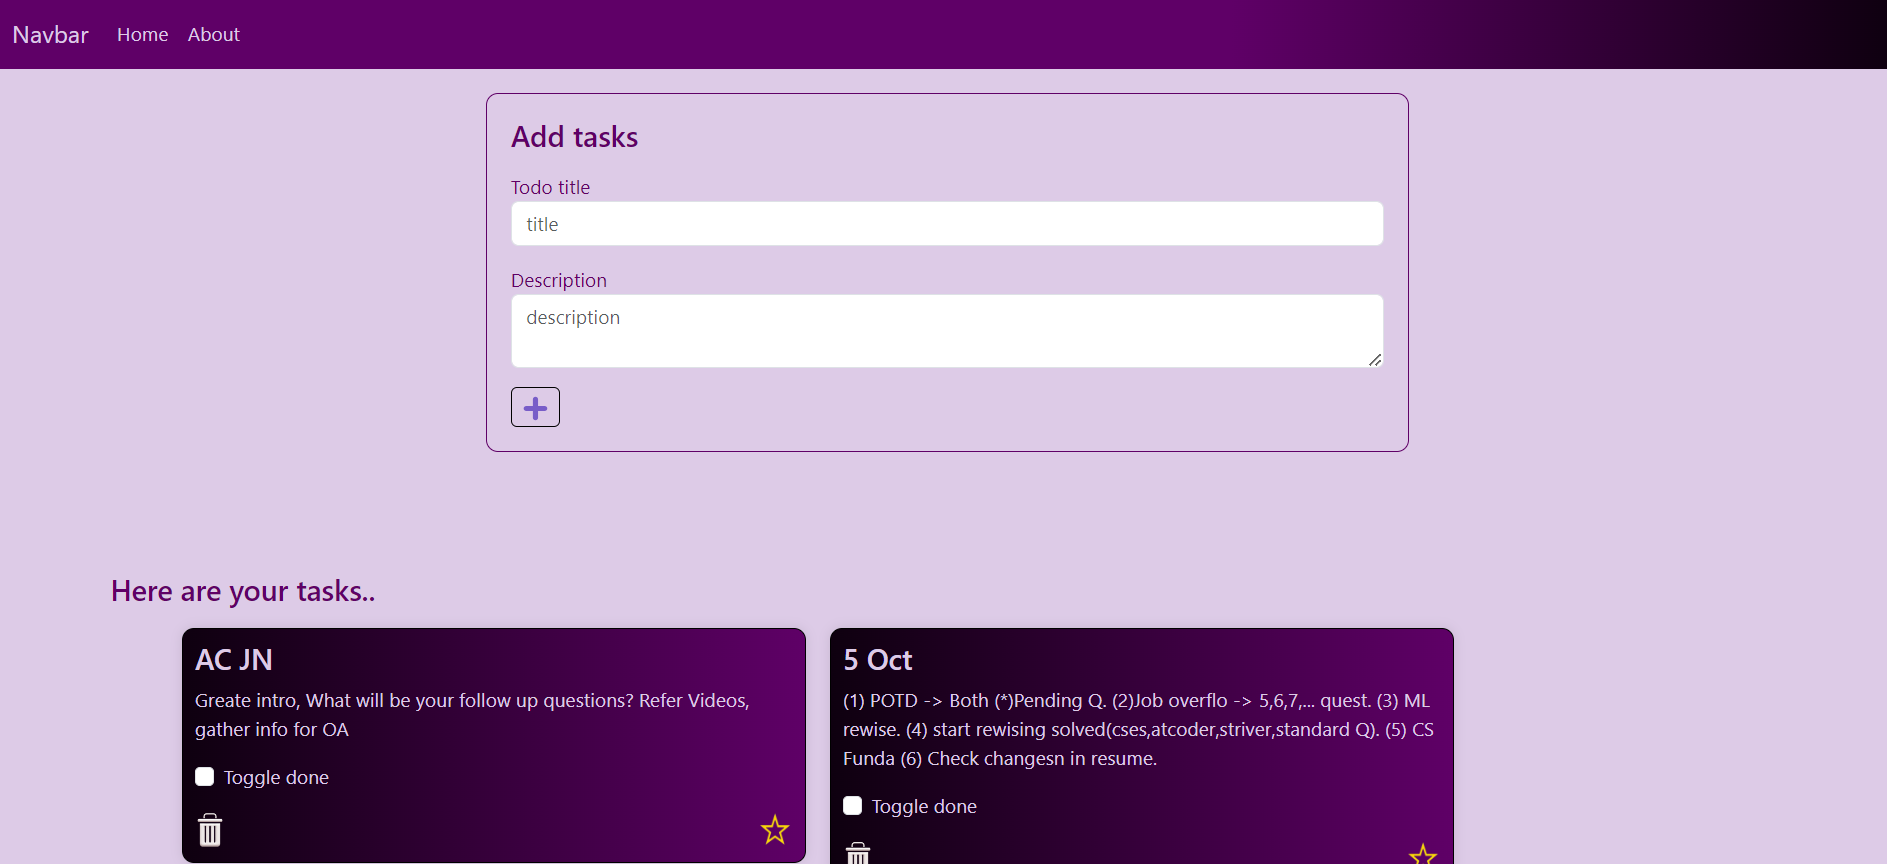 Navbar Home About
Add tasks
Todo title
title
Description
description
Here are your tasks..
AC JN
Greate intro, What will be your follow up questions? Refer Videos,
gather info for OA
Toggle done
5 Oct
(1) POTD -> Both (*)Pending Q. (2)Job overflo -> 5,6,7,... quest. (3) ML
rewise. (4) start rewising solved(cses,atcoder,striver,standard Q). (5) CS
Funda (6) Check changesn in resume.
Toggle done